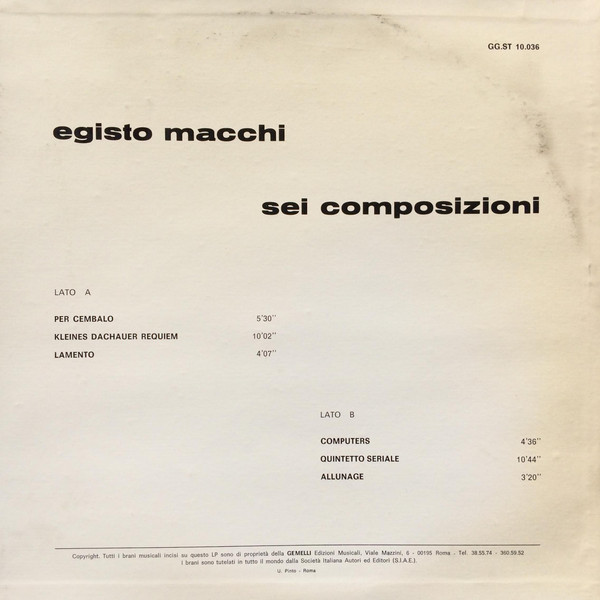 GG.ST 10.036
egisto macchi
sei composizioni
LATO A
PER CEMBALO 5'30"
KLEINES DACHAUER REQUIEM 10'02"
LAMENTO 4'07"
LATO B
COMPUTERS 4'36"
QUINTETTO SERIALE 10'44"
ALLUNAGE 3'20"
Copyright. Tutti i brani musicali incisi su questo LP sono di proprietà della GEMELLI Edizioni Musicali, Viale Mazzini, 6 - 00195 Roma - Tel. 38.55.74 - 360.59.52
I brani sono tutelati in tutto il mondo dalla Società Italiana Autori ed Editori (S.I.A.E.).
U. Pinto - Roma